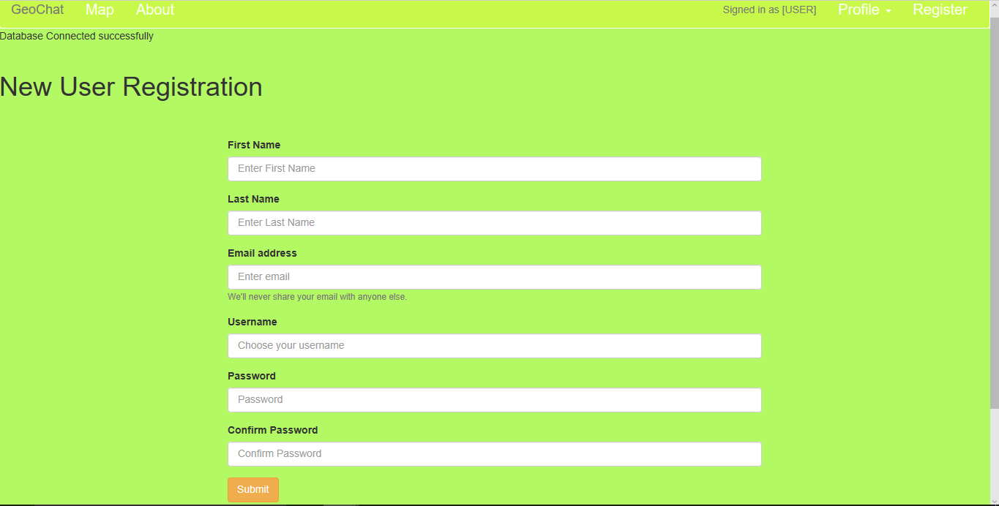 GeoChat Map About Signed in as [USER] Profile Register
Database Connected successfully
New User Registration
First Name
Enter First Name
Last Name
Enter Last Name
Email address
Enter email
We'll never share your email with anyone else.
Username
Choose your username
Password
Password
Confirm Password
Confirm Password
Submit